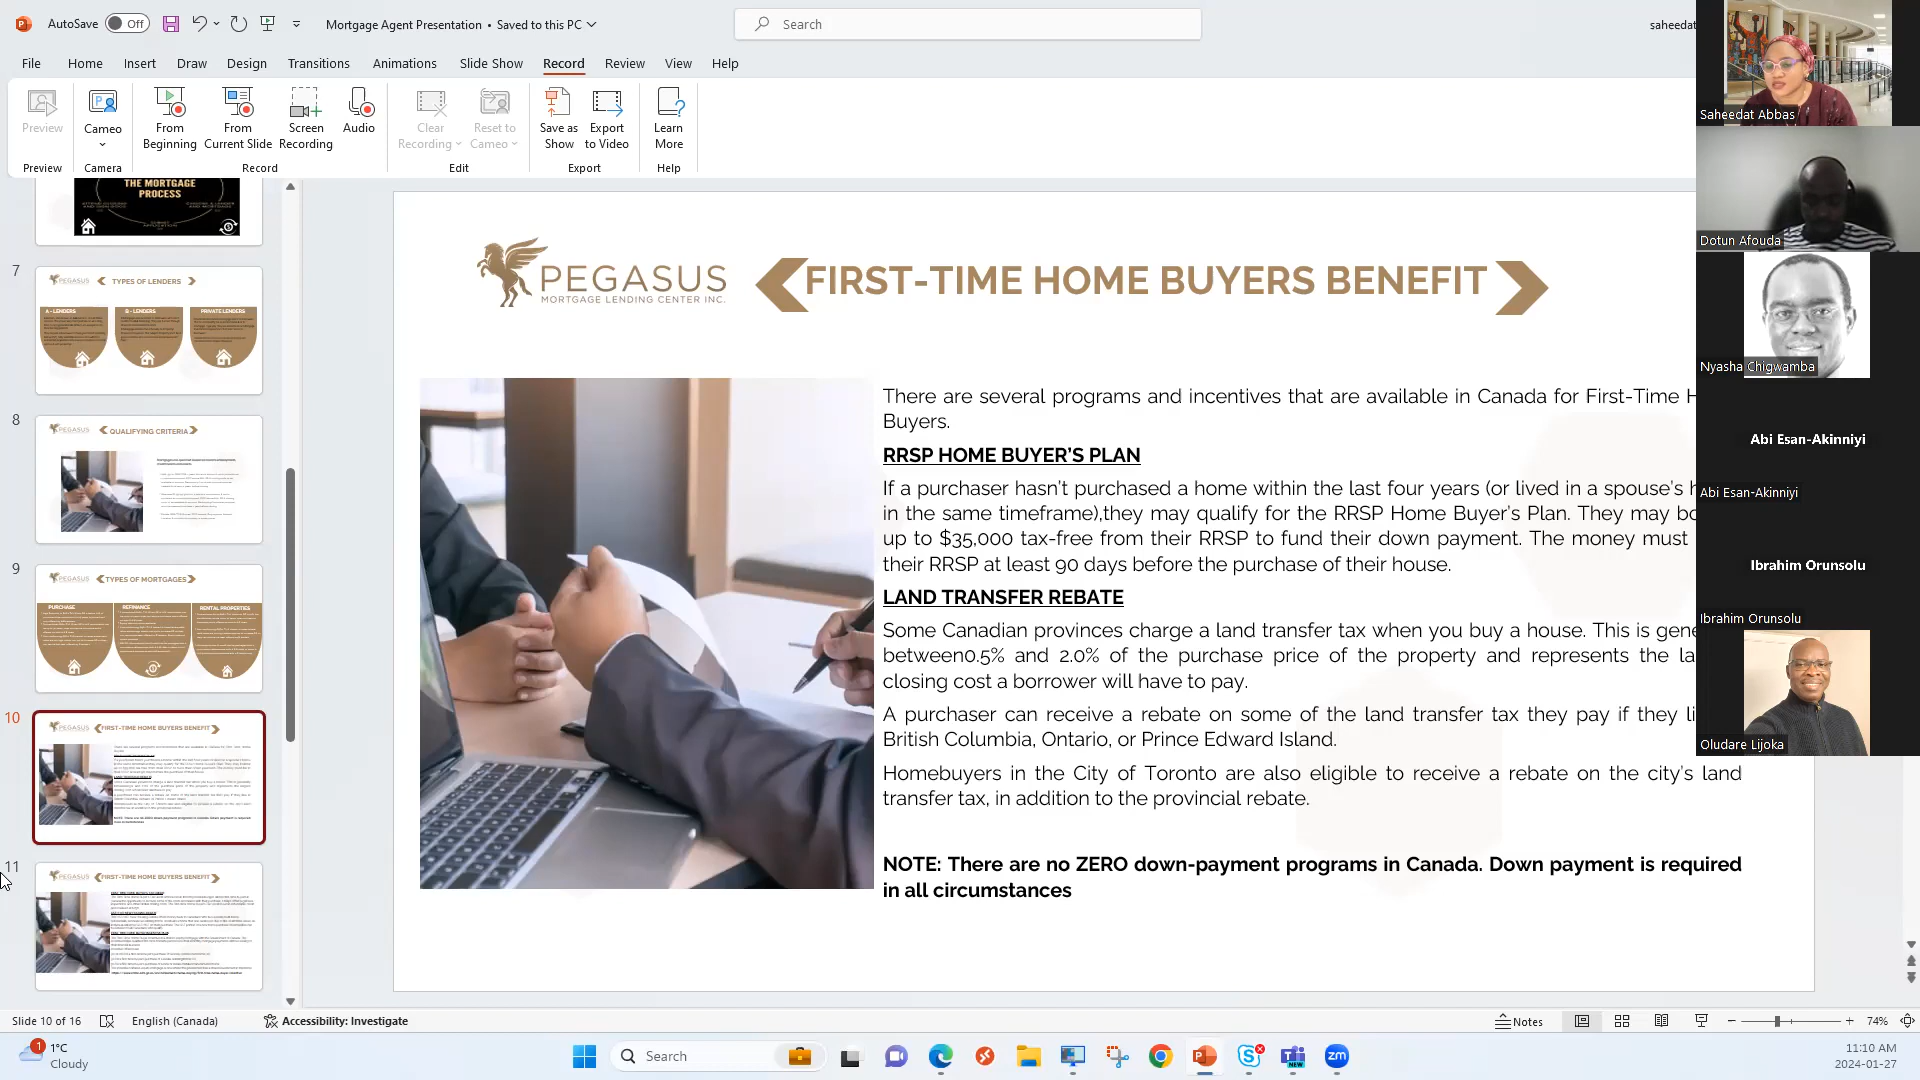 AutoSave Off Mortgage Agent Presentation • Saved to this PC Search saheedat
File Home Insert Draw Design Transitions Animations Slide Show Record Review View Help
Preview Cameo From Beginning From Current Slide Screen Recording Audio Clear Recording Reset to Cameo Save as Show Export to Video Learn More
Preview Camera Record Edit Export Help
THE MORTGAGE
PROCESS
7
PEGASUS TYPES OF LENDERS
A - LENDERS B - LENDERS PRIVATE LENDERS
8
PEGASUS QUALIFYING CRITERIA
9
PEGASUS TYPES OF MORTGAGES
PURCHASE REFINANCE RENTAL PROPERTIES
10
PEGASUS FIRST-TIME HOME BUYERS BENEFIT
11
PEGASUS FIRST-TIME HOME BUYERS BENEFIT
PEGASUS
MORTGAGE LENDING CENTER INC.
FIRST-TIME HOME BUYERS BENEFIT
There are several programs and incentives that are available in Canada for First-Time H
Buyers.
RRSP HOME BUYER'S PLAN
If a purchaser hasn't purchased a home within the last four years (or lived in a spouse's h
in the same timeframe),they may qualify for the RRSP Home Buyer's Plan. They may bo
up to $35,000 tax-free from their RRSP to fund their down payment. The money must
their RRSP at least 90 days before the purchase of their house.
LAND TRANSFER REBATE
Some Canadian provinces charge a land transfer tax when you buy a house. This is gene
between0.5% and 2.0% of the purchase price of the property and represents the la
closing cost a borrower will have to pay.
A purchaser can receive a rebate on some of the land transfer tax they pay if they li
British Columbia, Ontario, or Prince Edward Island.
Homebuyers in the City of Toronto are also eligible to receive a rebate on the city's land
transfer tax, in addition to the provincial rebate.
NOTE: There are no ZERO down-payment programs in Canada. Down payment is required
in all circumstances
Saheedat Abbas
Dotun Afouda
Nyasha Chigwamba
Abi Esan-Akinniyi
Abi Esan-Akinniyi
Ibrahim Orunsolu
Ibrahim Orunsolu
Oludare Lijoka
Slide 10 of 16 English (Canada) Accessibility: Investigate Notes 74%
1 1°C
Cloudy
Search
NEW
zm
11:10 AM
2024-01-27